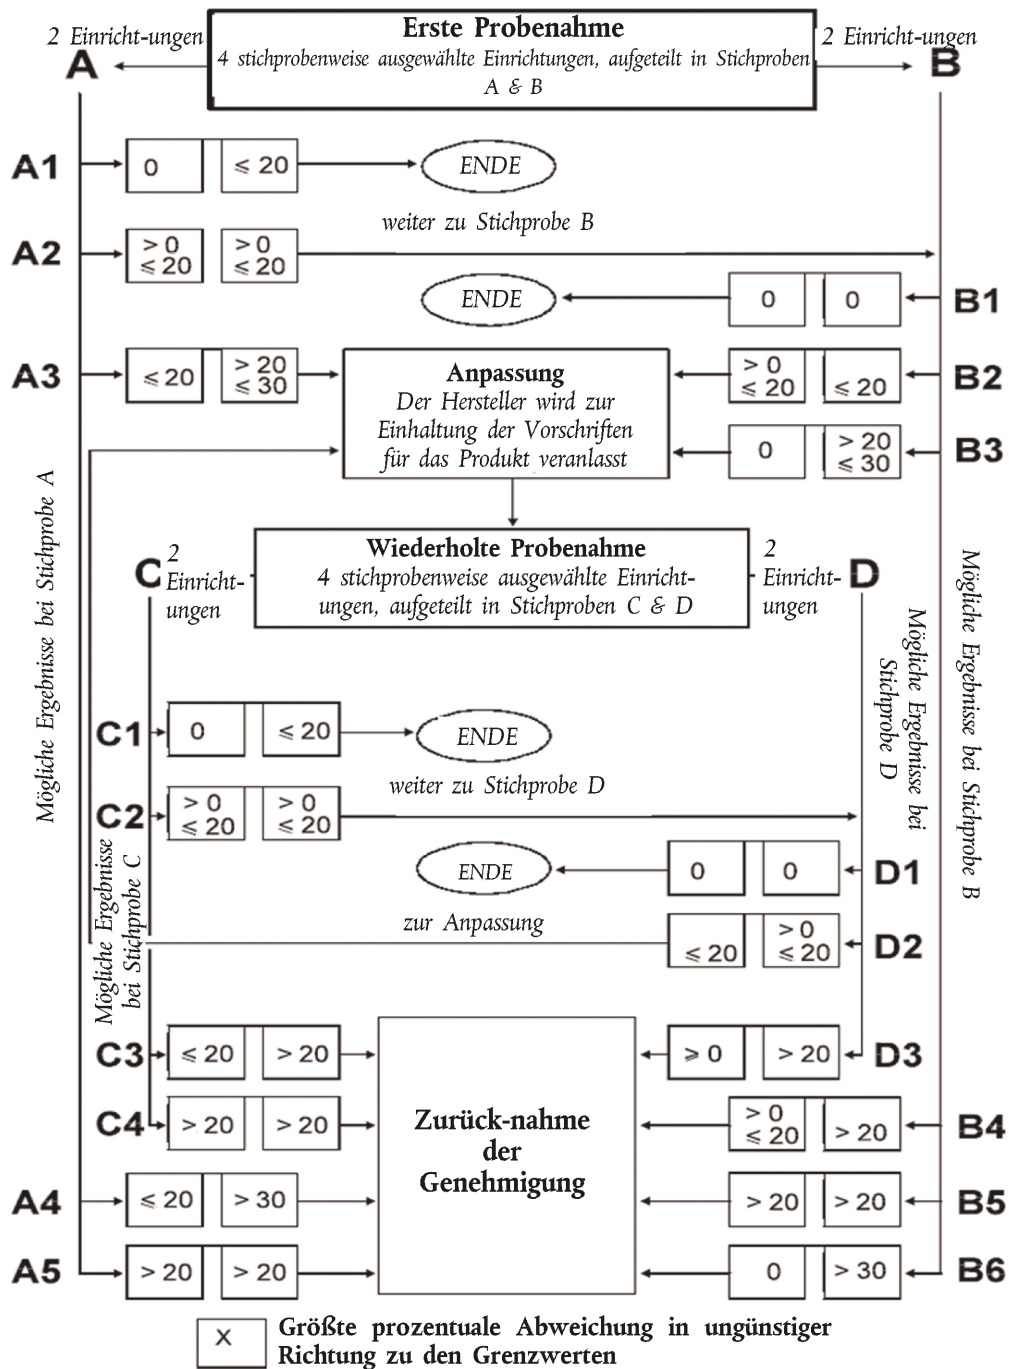 Erste Probenahme
2 Einricht-ungen
4 stichprobenweise ausgewählte Einrichtungen, aufgeteilt in Stichproben
A & B
2 Einricht-ungen
A
B
A1
0
≤ 20
ENDE
weiter zu Stichprobe B
A2
> 0
≤ 20
> 0
≤ 20
ENDE
0
0
B1
A3
≤ 20
> 20
≤ 30
Anpassung
Der Hersteller wird zur
Einhaltung der Vorschriften
für das Produkt veranlasst
> 0
≤ 20
≤ 20
B2
0
> 20
≤ 30
B3
Mögliche Ergebnisse bei Stichprobe A
Wiederholte Probenahme
4 stichprobenweise ausgewählte Einricht-
ungen, aufgeteilt in Stichproben C & D
C
2
Einricht-
ungen
2
Einricht-
ungen
D
Mögliche Ergebnisse bei Stichprobe B
Mögliche Ergebnisse bei
Stichprobe D
C1
0
≤ 20
ENDE
weiter zu Stichprobe D
C2
> 0
≤ 20
> 0
≤ 20
Mögliche Ergebnisse
bei Stichprobe C
ENDE
0
0
D1
zur Anpassung
≤ 20
> 0
≤ 20
D2
C3
≤ 20
> 20
≥ 0
> 20
D3
C4
> 20
> 20
Zurück-nahme
der
Genehmigung
> 0
≤ 20
> 20
B4
A4
≤ 20
> 30
> 20
> 20
B5
A5
> 20
> 20
0
> 30
B6
X
Größte prozentuale Abweichung in ungünstiger
Richtung zu den Grenzwerten